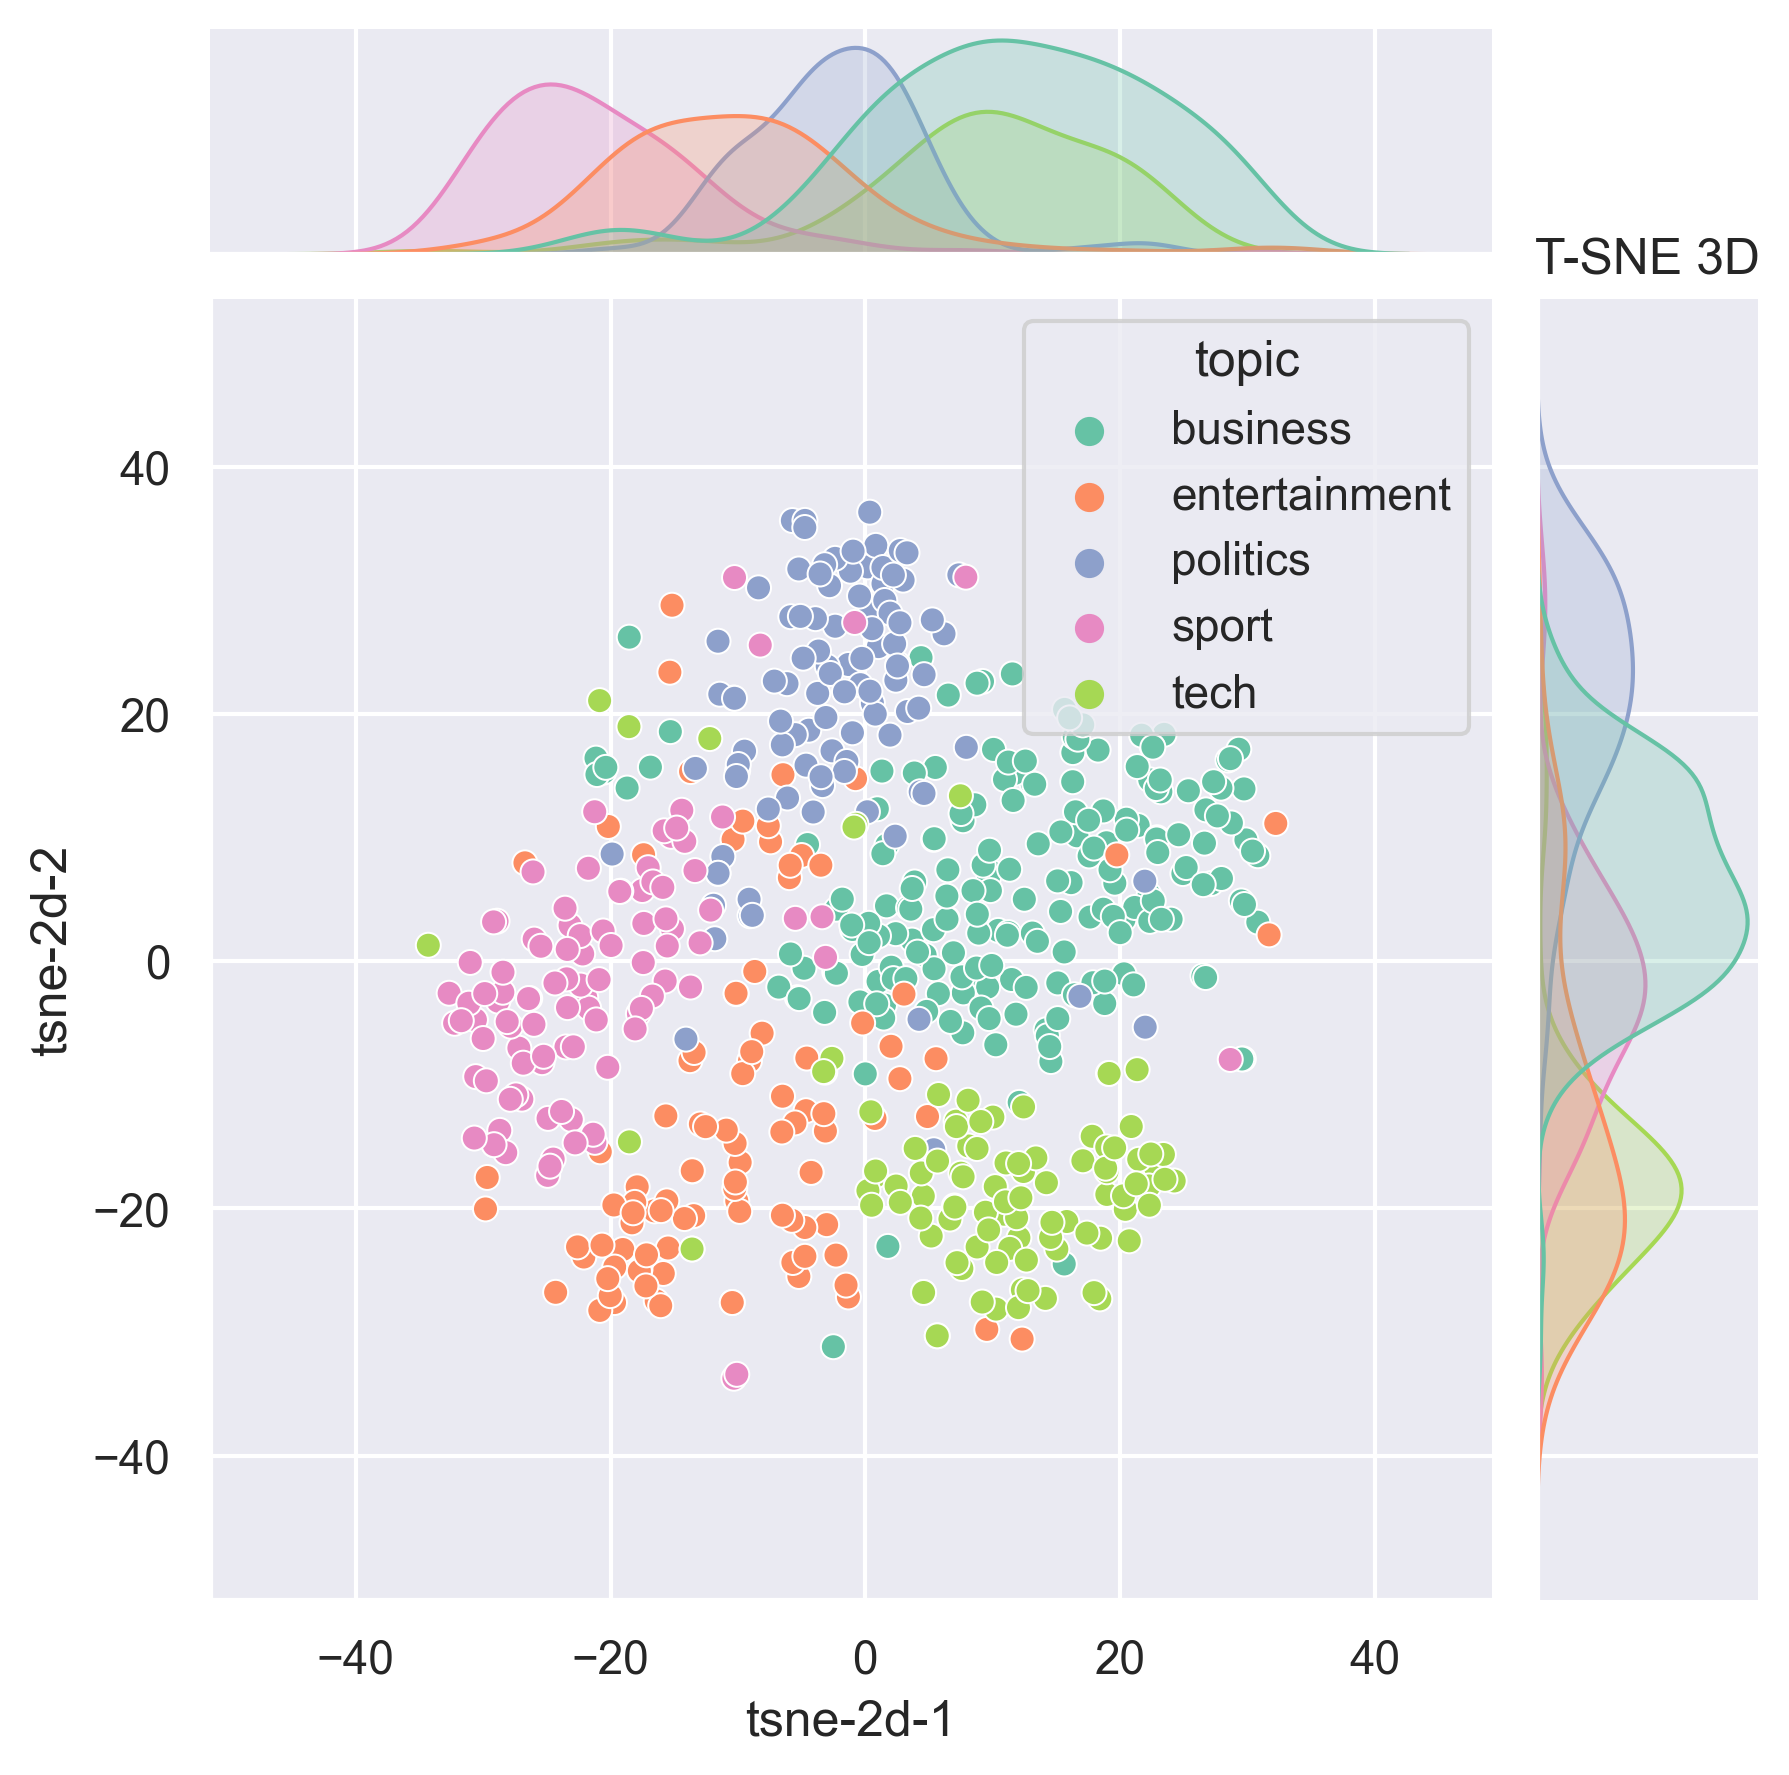 T-SNE 3D
topic
business
entertainment
politics
sport
tech
40
20
0
−20
−40
tsne-2d-2
−40 −20 0 20 40
tsne-2d-1